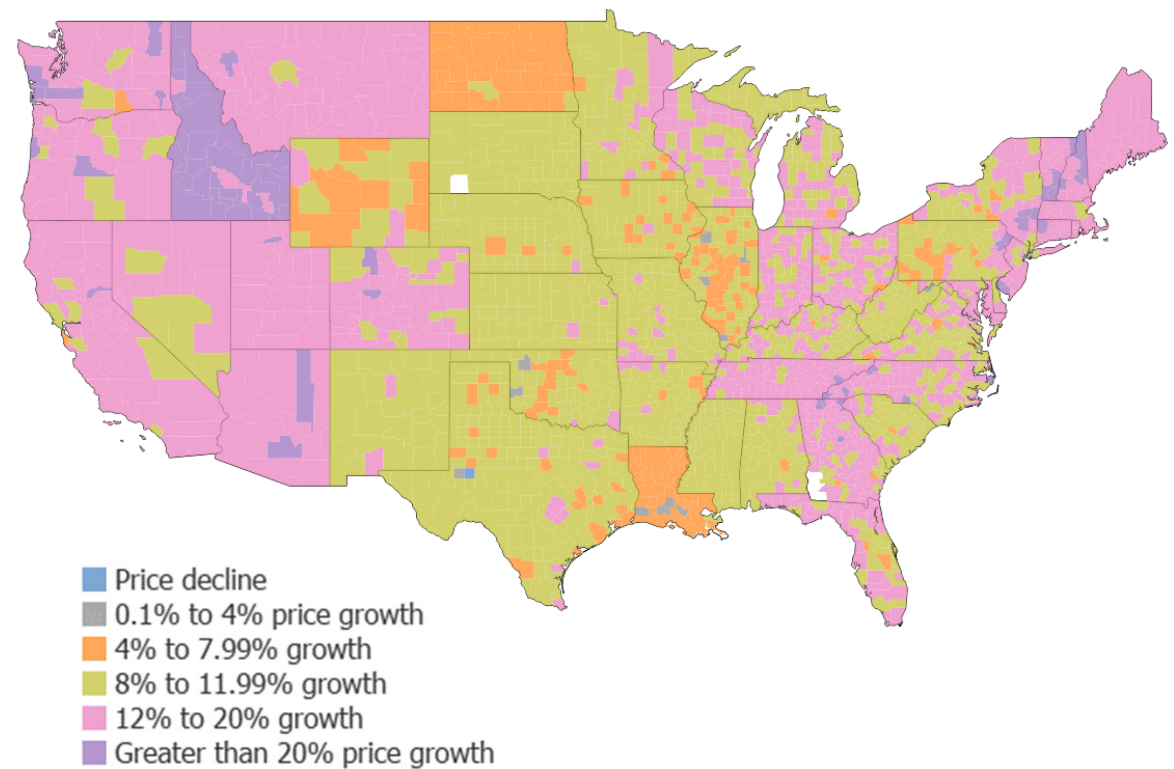 Price decline
0.1% to 4% price growth
4% to 7.99% growth
8% to 11.99% growth
12% to 20% growth
Greater than 20% price growth